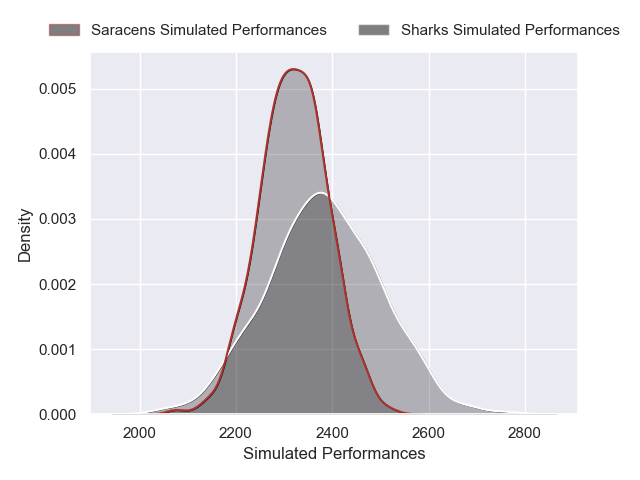 Saracens Simulated Performances
Sharks Simulated Performances
0.005
0.004
0.003
0.002
0.001
0.000
Density
2000
2200
2400
2600
2800
Simulated Performances